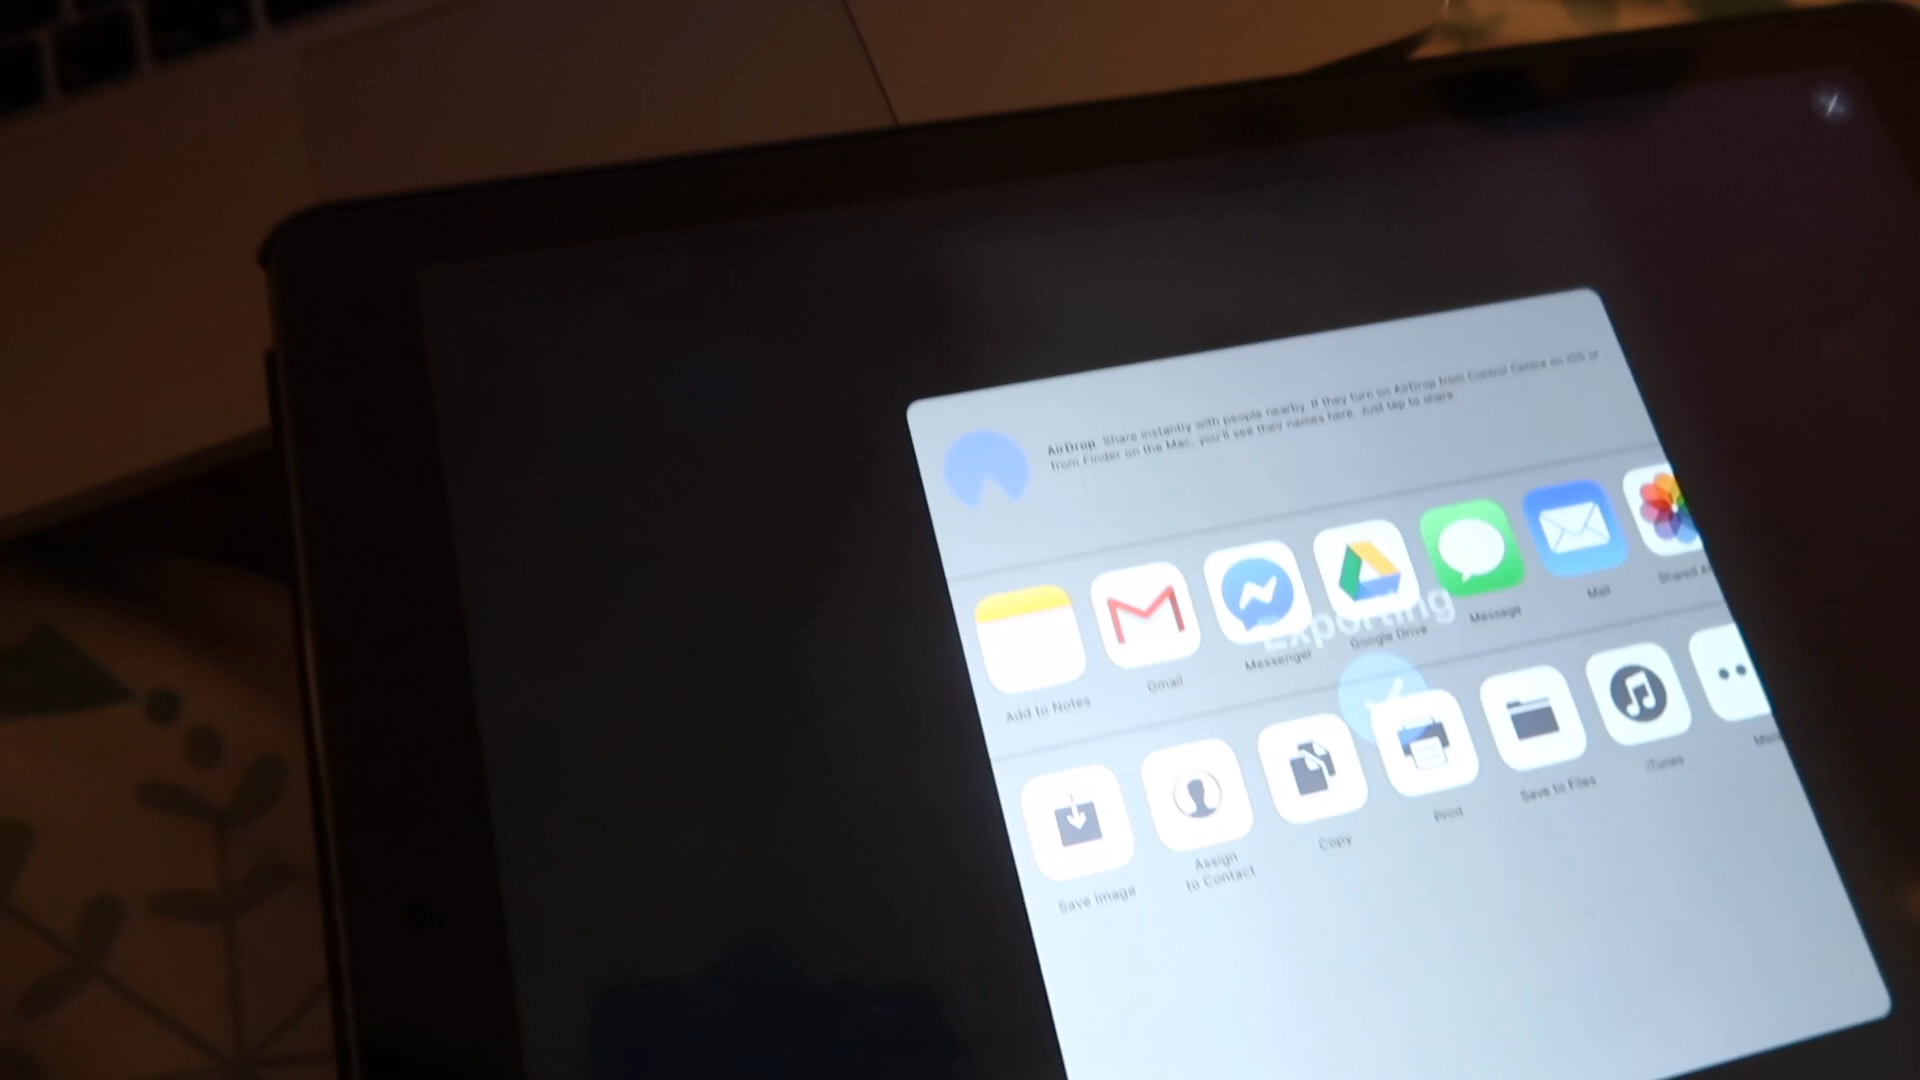 AirDrop. Share instantly with people nearby. If they turn on AirDrop from Control Centre on iOS or
from Finder on the Mac, you'll see their names here. Just tap to share.
Add to Notes
Gmail
Messenger
Google Drive
Message
Mail
Shared A
Exporting
Save Image
Assign
to Contact
Copy
Print
Save to Files
iTunes